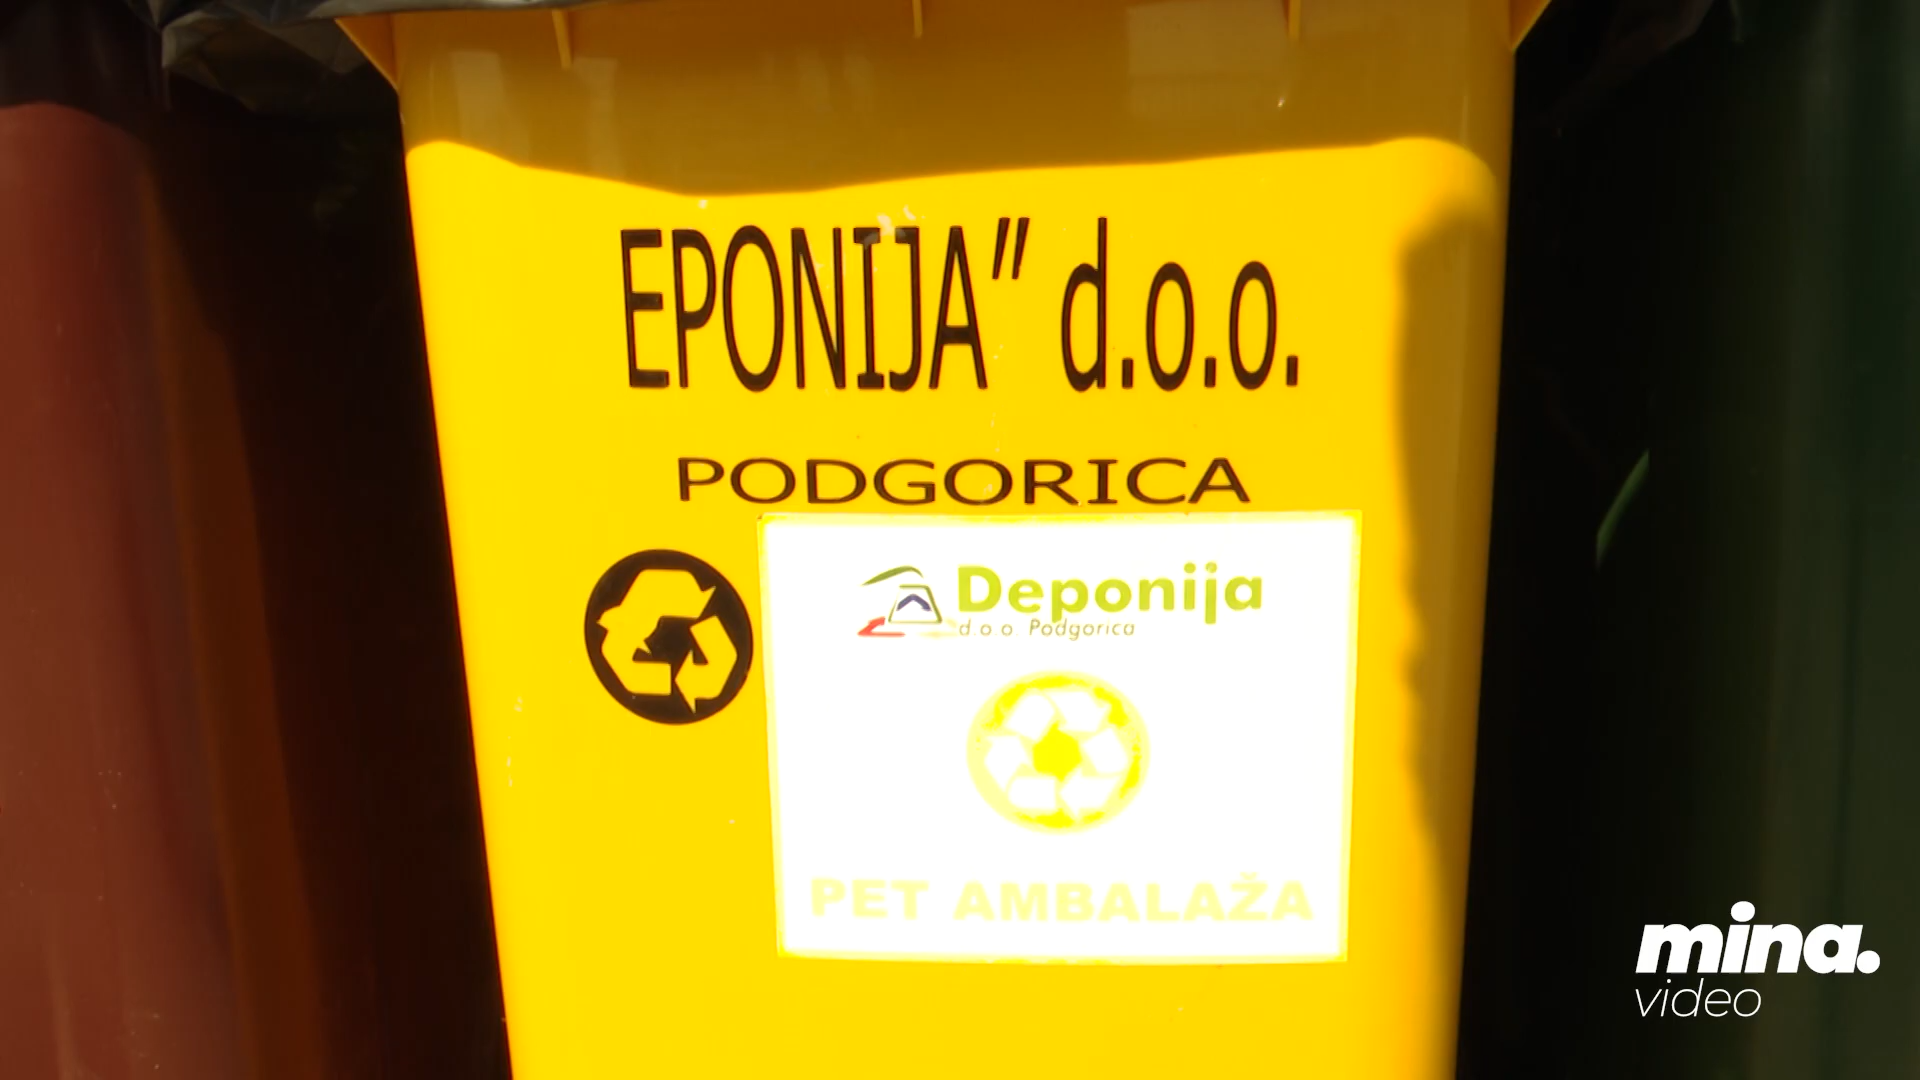 EPONIJA” d.o.o.
PODGORICA
Deponija
d.o.o. Podgorica
PET AMBALAŽA
mina.
video